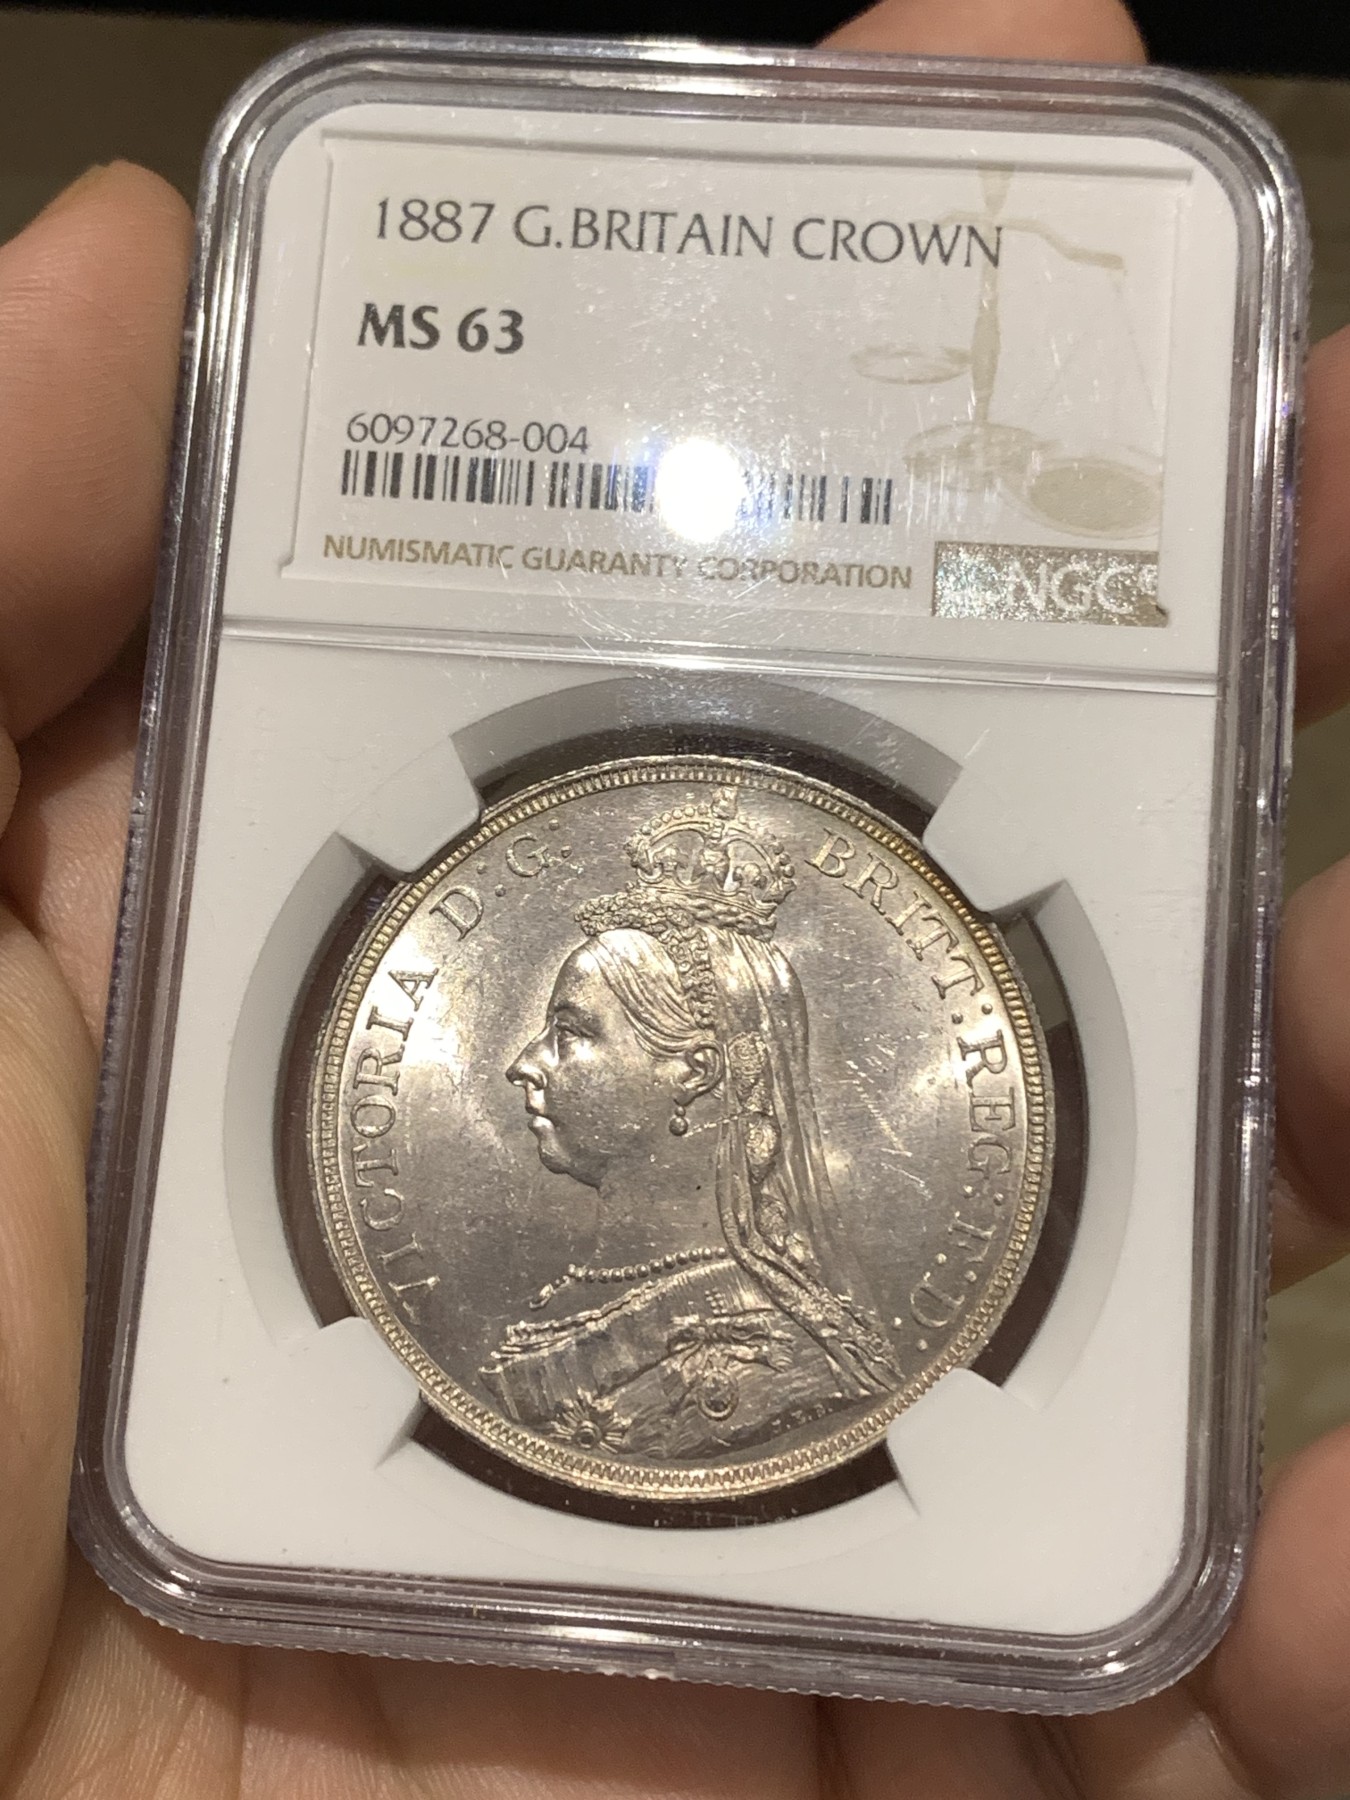 1887 G.BRITAIN CROWN
MS 63
6097268-004
NUMISMATIC GUARANTY CORPORATION
NGC
VICTORIA D:G: BRITT:REG:F:D:
J.E.B.